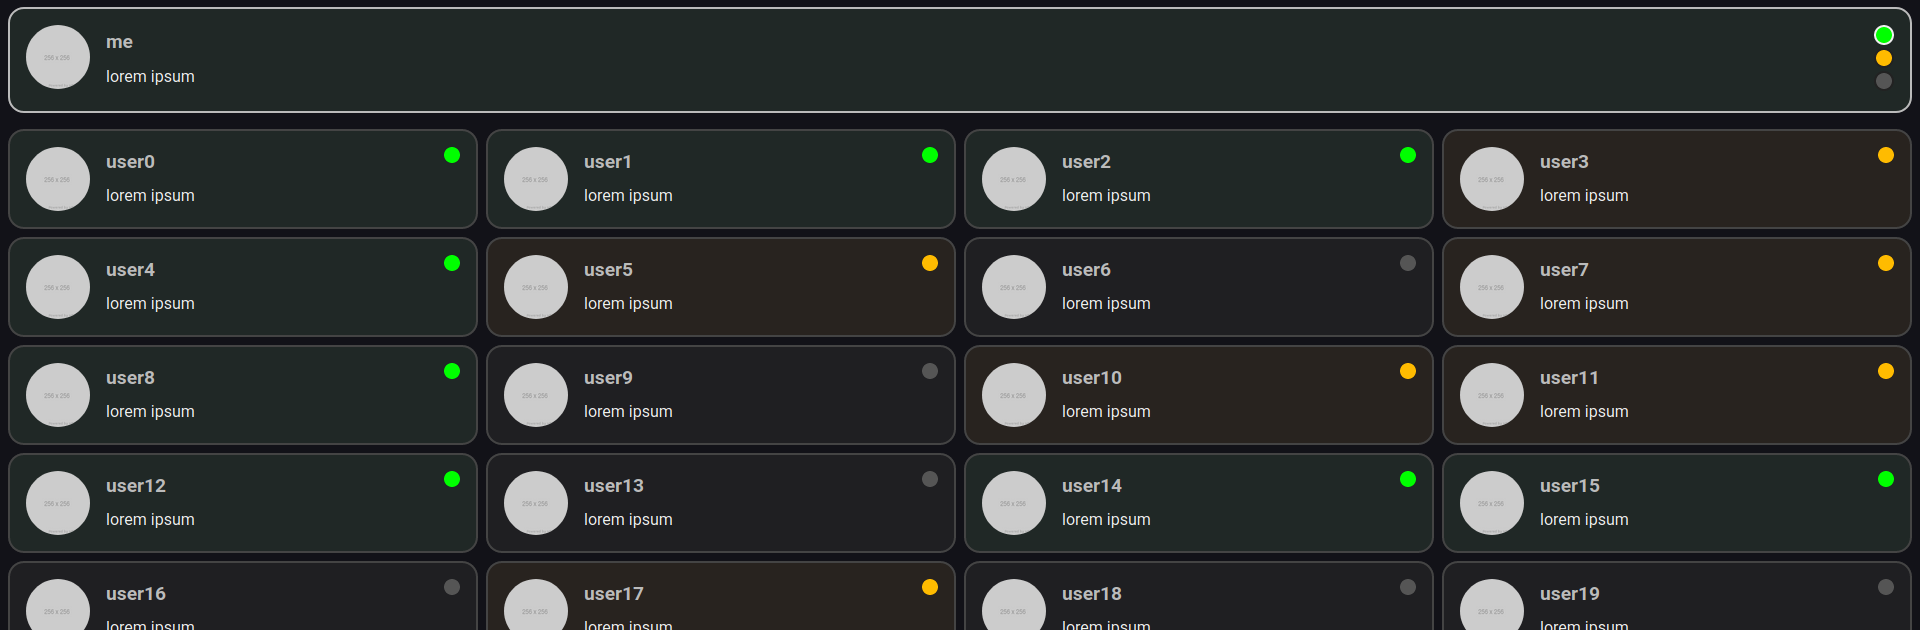 256 x 256
me
lorem ipsum
256 x 256
user0
lorem ipsum
256 x 256
user1
lorem ipsum
256 x 256
user2
lorem ipsum
256 x 256
user3
lorem ipsum
256 x 256
user4
lorem ipsum
256 x 256
user5
lorem ipsum
256 x 256
user6
lorem ipsum
256 x 256
user7
lorem ipsum
256 x 256
user8
lorem ipsum
256 x 256
user9
lorem ipsum
256 x 256
user10
lorem ipsum
256 x 256
user11
lorem ipsum
256 x 256
user12
lorem ipsum
256 x 256
user13
lorem ipsum
256 x 256
user14
lorem ipsum
256 x 256
user15
lorem ipsum
256 x 256
user16
lorem ipsum
256 x 256
user17
lorem ipsum
256 x 256
user18
lorem ipsum
256 x 256
user19
lorem ipsum